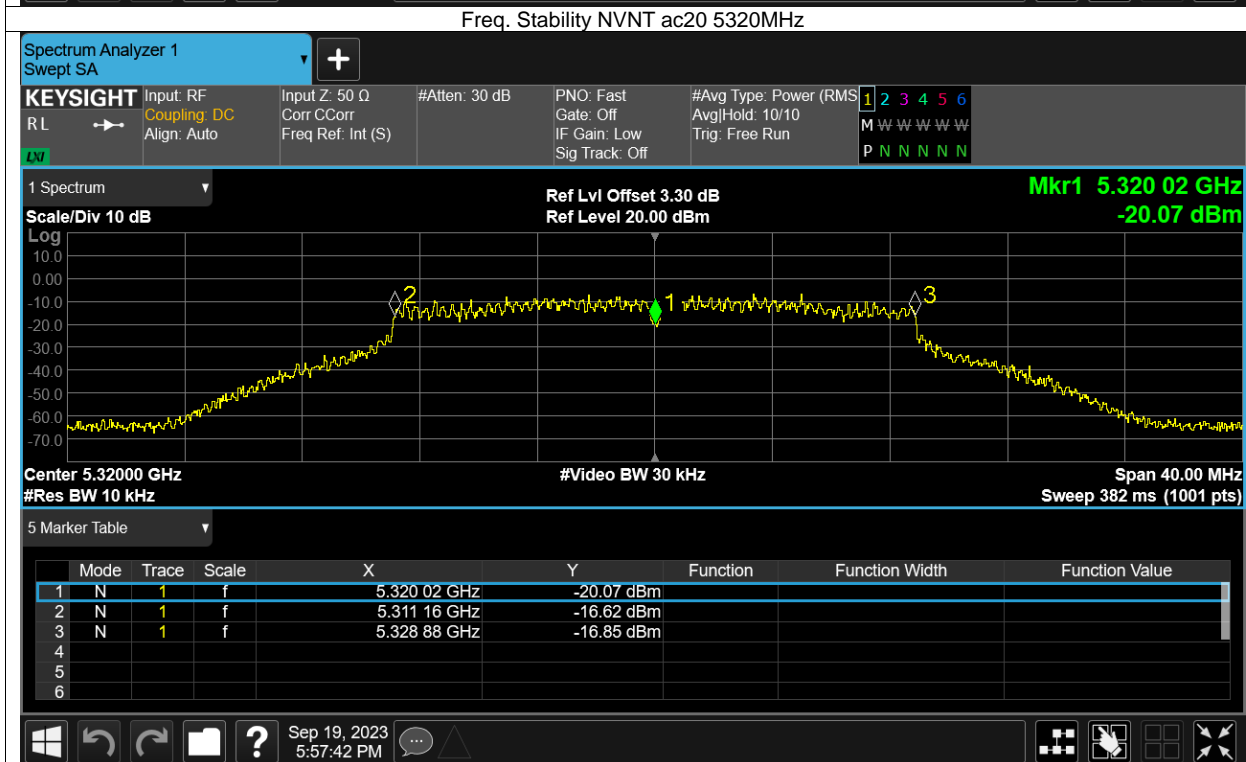 Freq. Stability NVNT ac20 5320MHz
Spectrum Analyzer 1
Swept SA
KEYSIGHT Input: RF Input Z: 50 Ω #Atten: 30 dB PNO: Fast #Avg Type: Power (RMS 1 2 3 4 5 6
RL Coupling: DC Corr CCorr Gate: Off Avg|Hold: 10/10 M W W W W W
Align: Auto Freq Ref: Int (S) IF Gain: Low Trig: Free Run
LXI Sig Track: Off P N N N N N
1 Spectrum Ref Lvl Offset 3.30 dB Mkr1 5.320 02 GHz
Scale/Div 10 dB Ref Level 20.00 dBm -20.07 dBm
Log
10.0
0.00
-10.0
-20.0
-30.0
-40.0
-50.0
-60.0
-70.0
2 1 3
Center 5.32000 GHz #Video BW 30 kHz Span 40.00 MHz
#Res BW 10 kHz Sweep 382 ms (1001 pts)
5 Marker Table
Mode Trace Scale X Y Function Function Width Function Value
1 N 1 f 5.320 02 GHz -20.07 dBm
2 N 1 f 5.311 16 GHz -16.62 dBm
3 N 1 f 5.328 88 GHz -16.85 dBm
4
5
6
? Sep 19, 2023
5:57:42 PM